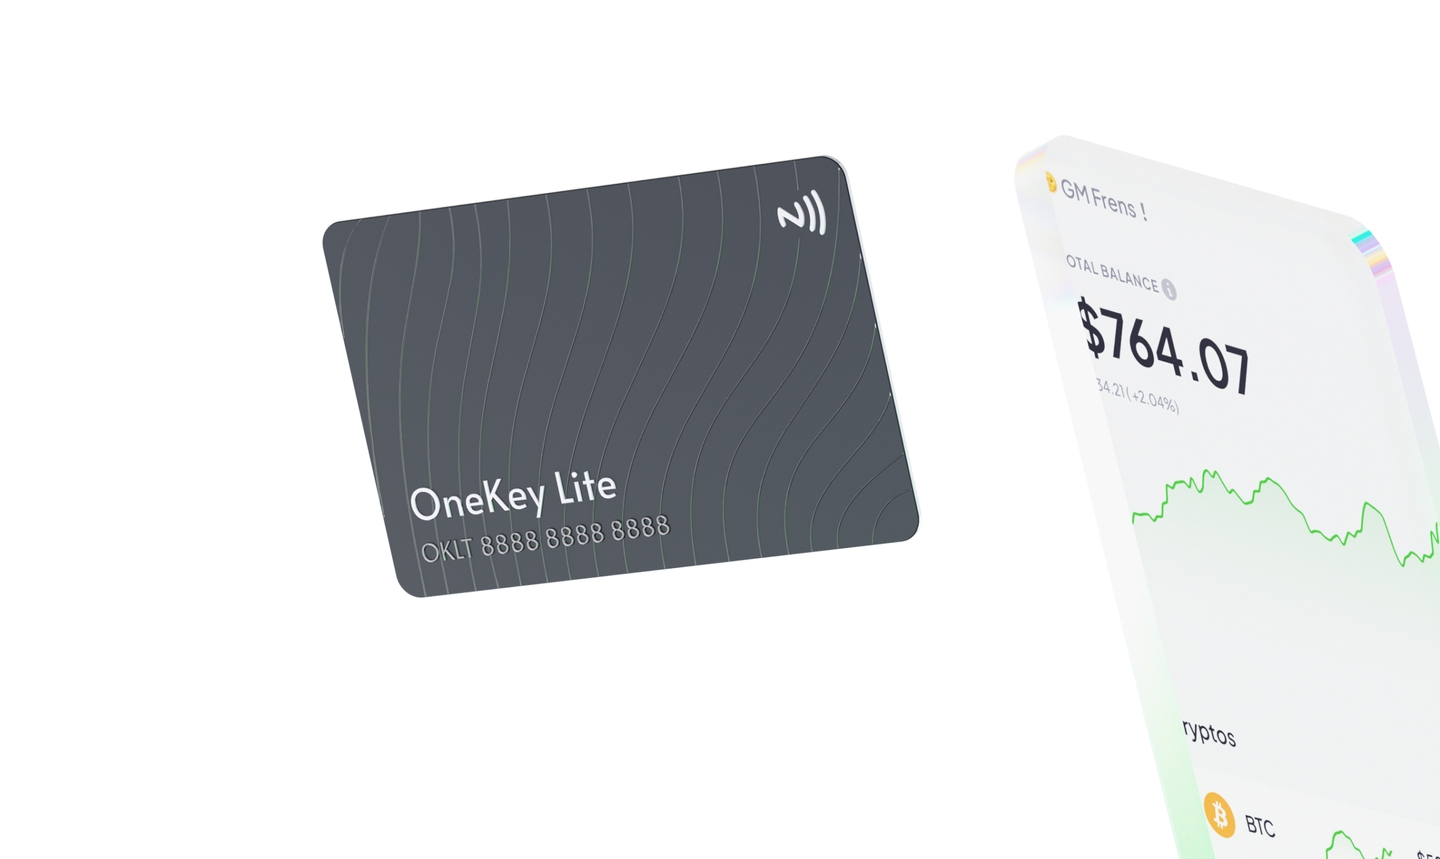 OneKey Lite
OKLT 8888 8888 8888
GM Frens !
OTAL BALANCE
$764.07
34.21 (+2.04%)
ryptos
BTC